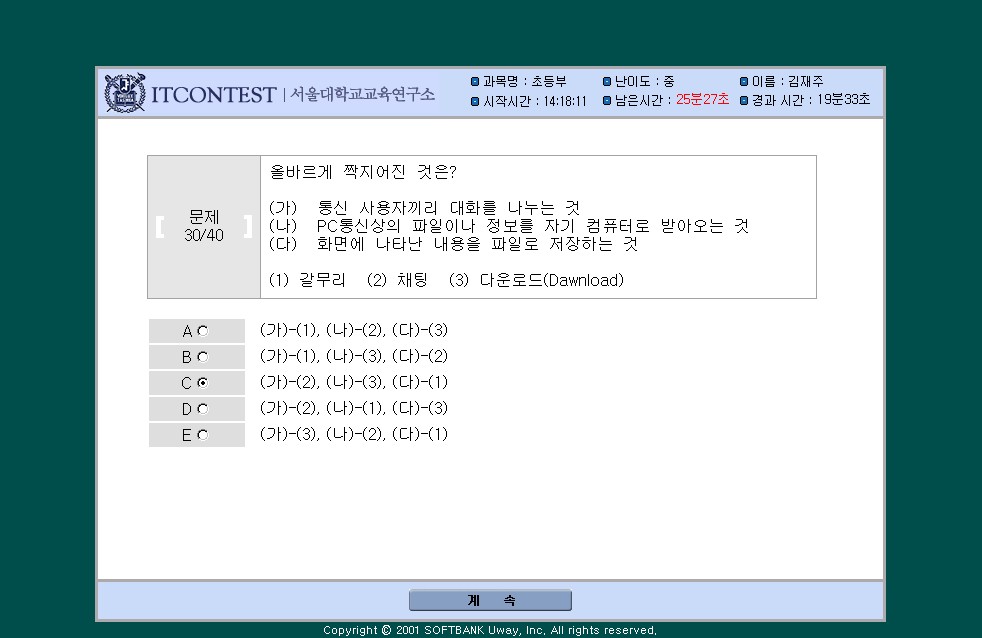 ITCONTEST | 서울대학교교육연구소
과목명 : 초등부 난이도 : 중 이름 : 김재주
시작시간 : 14:18:11 남은시간 : 25분27초 경과 시간 : 19분33초
문제
30/40
올바르게 짝지어진 것은?
(가) 통신 사용자끼리 대화를 나누는 것
(나) PC통신상의 파일이나 정보를 자기 컴퓨터로 받아오는 것
(다) 화면에 나타난 내용을 파일로 저장하는 것
(1) 갈무리 (2) 채팅 (3) 다운로드(Dawnload)
A (가)-(1), (나)-(2), (다)-(3)
B (가)-(1), (나)-(3), (다)-(2)
C (가)-(2), (나)-(3), (다)-(1)
D (가)-(2), (나)-(1), (다)-(3)
E (가)-(3), (나)-(2), (다)-(1)
계 속
Copyright © 2001 SOFTBANK Uway, Inc, All rights reserved,